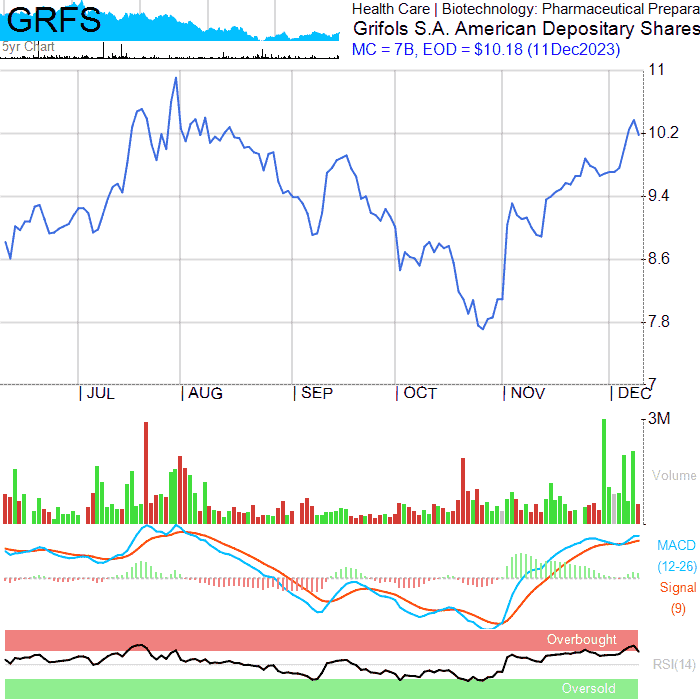 GRFS
5yr Chart
Health Care | Biotechnology: Pharmaceutical Prepara
Grifols S.A. American Depositary Shares
MC = 7B, EOD = $10.18 (11Dec2023)
11
10.2
9.4
8.6
7.8
7
JUL AUG SEP OCT NOV DEC
3M
Volume
MACD
(12-26)
Signal
(9)
Overbought
RSI(14)
Oversold